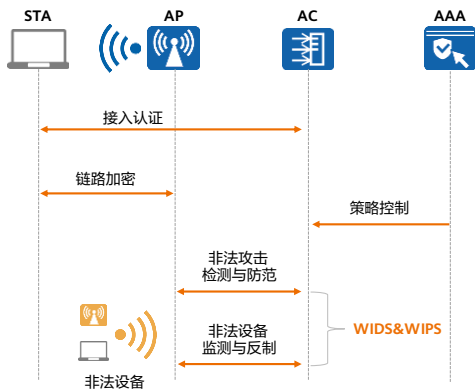 STA
AP
AC
AAA
接入认证
链路加密
策略控制
非法攻击
检测与防范
WIDS&WIPS
非法设备
监测与反制
非法设备